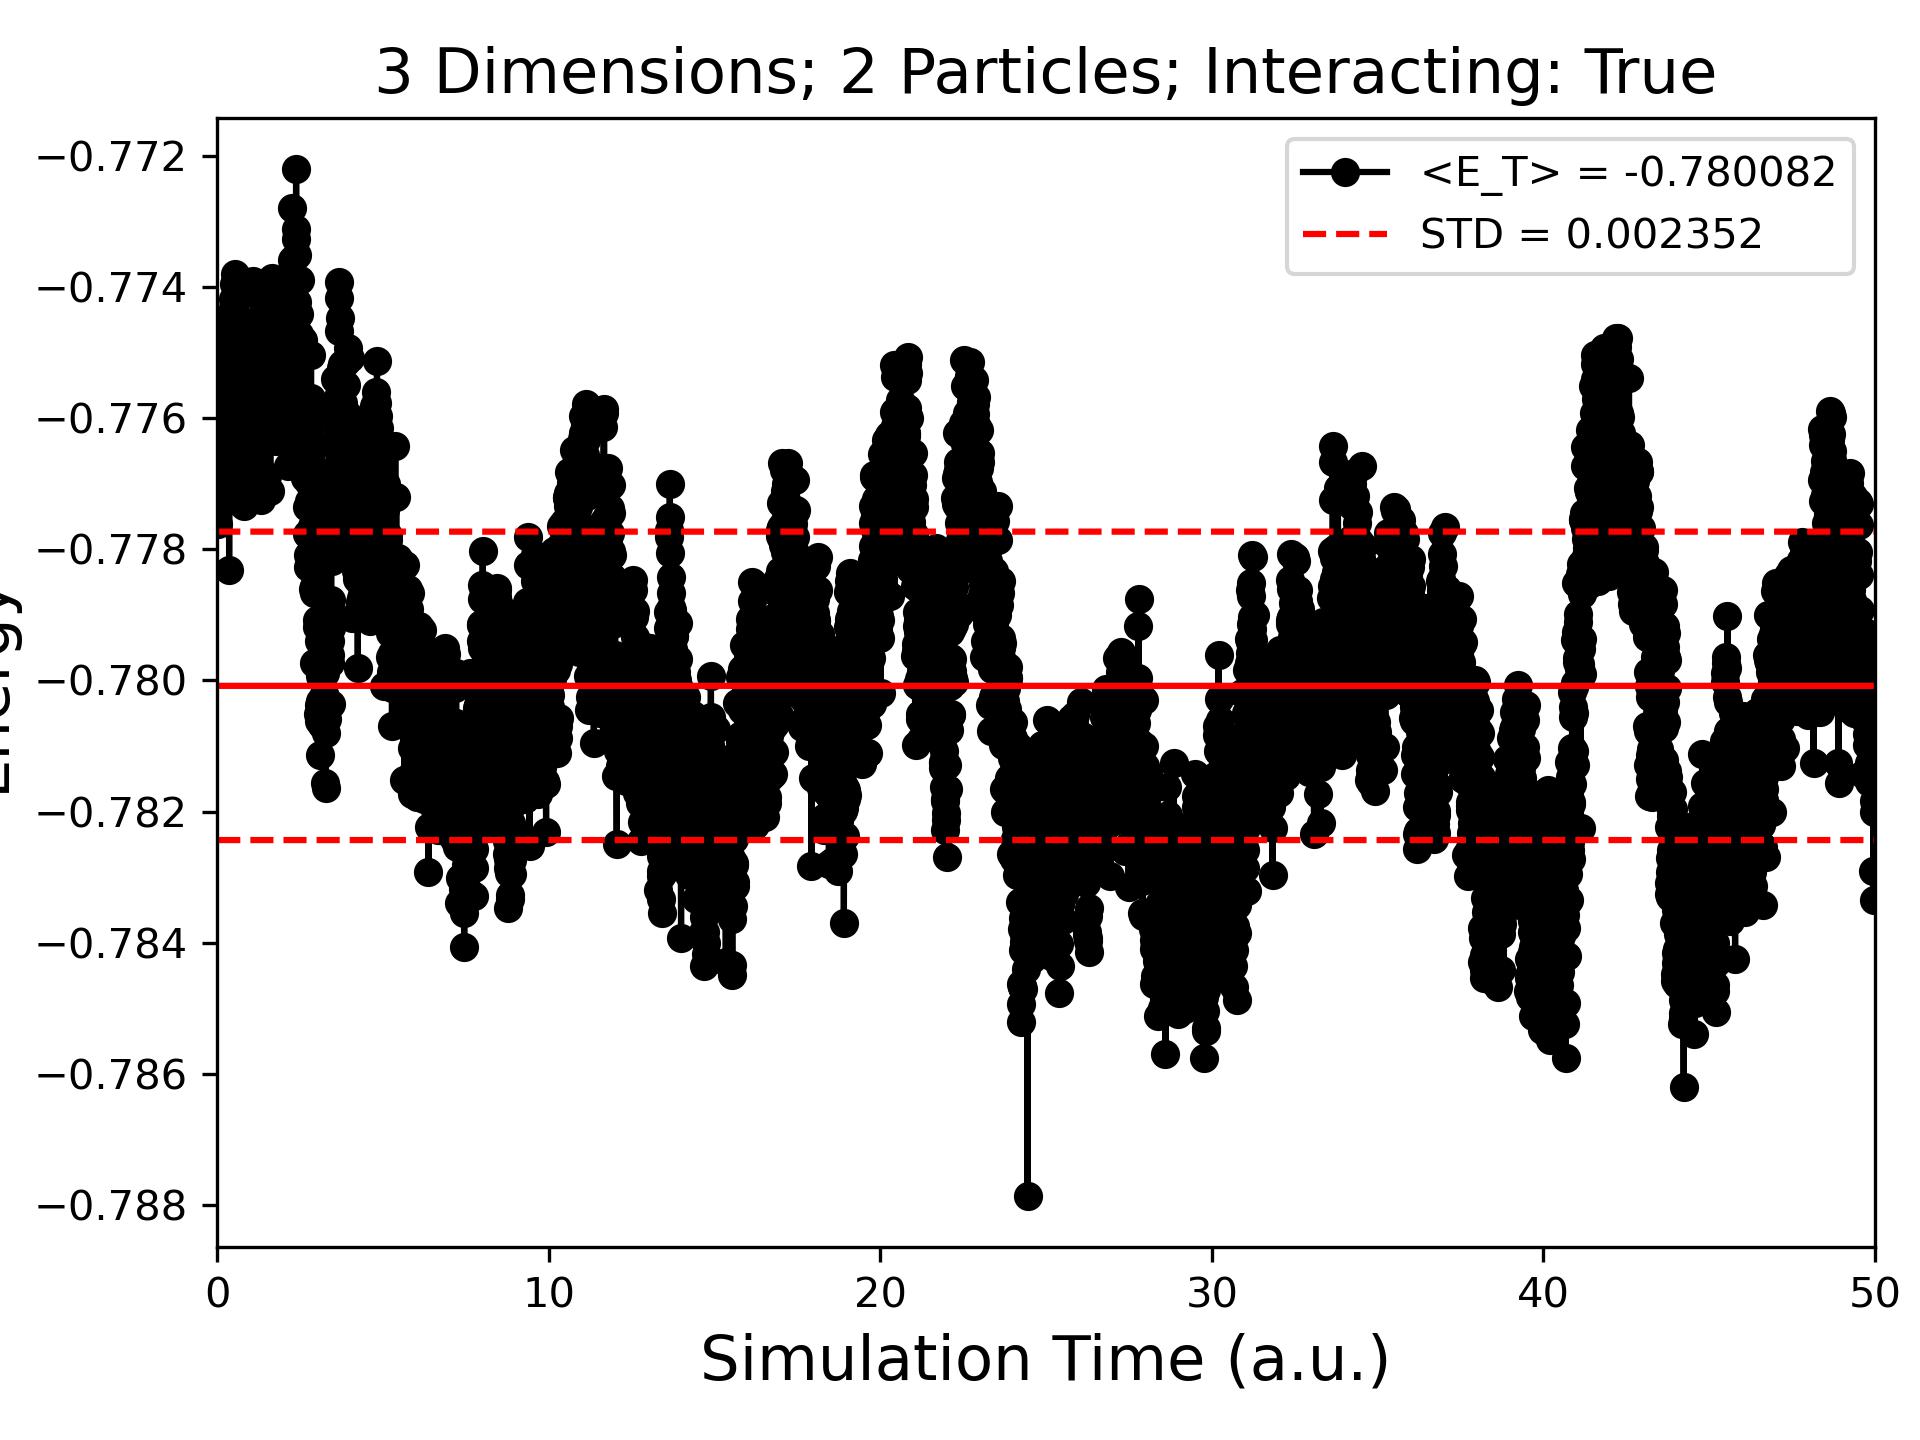 3 Dimensions; 2 Particles; Interacting: True
<E_T> = -0.780082
STD = 0.002352
−0.772
−0.774
−0.776
−0.778
−0.780
−0.782
−0.784
−0.786
−0.788
Energy
0 10 20 30 40 50
Simulation Time (a.u.)